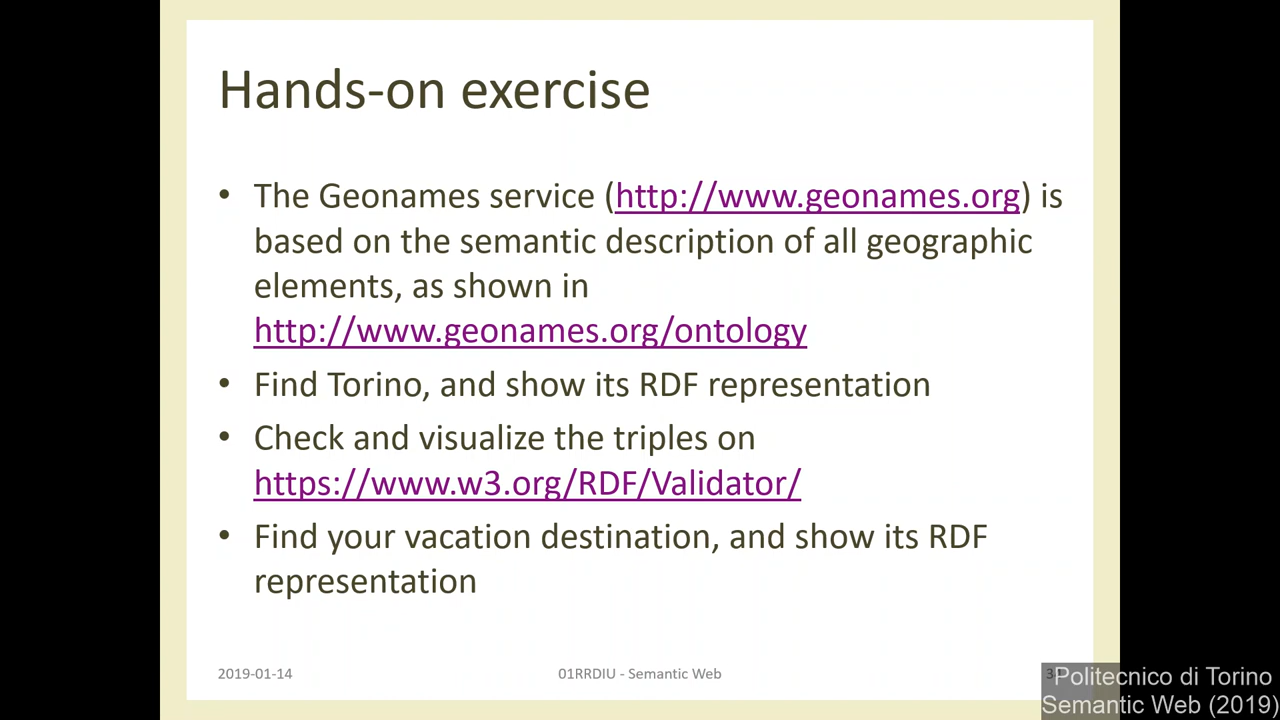 Hands-on exercise
• The Geonames service (http://www.geonames.org) is
based on the semantic description of all geographic
elements, as shown in
http://www.geonames.org/ontology
• Find Torino, and show its RDF representation
• Check and visualize the triples on
https://www.w3.org/RDF/Validator/
• Find your vacation destination, and show its RDF
representation
2019-01-14
01RRDIU - Semantic Web
Politecnico di Torino
Semantic Web (2019)